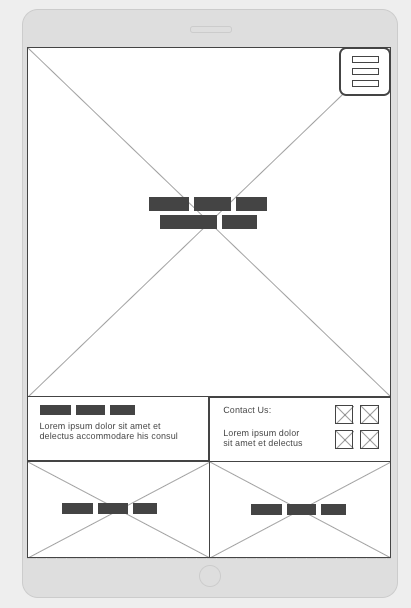 Lorem ipsum dolor sit amet et
delectus accommodare his consul
Contact Us:
Lorem ipsum dolor
sit amet et delectus